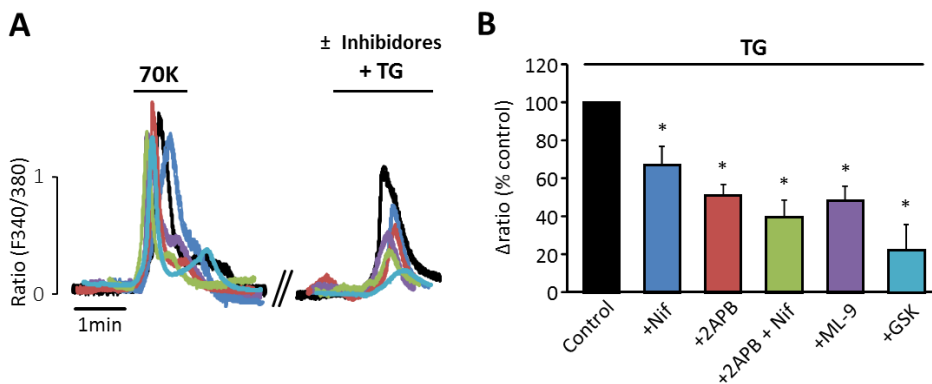 A
70K
± Inhibidores
+ TG
Ratio (F340/380)
1
0
1min
B
TG
Δratio (% control)
120
100
80
60
40
20
0
*
*
*
*
*
Control
+Nif
+2APB
+2APB + Nif
+ML-9
+GSK